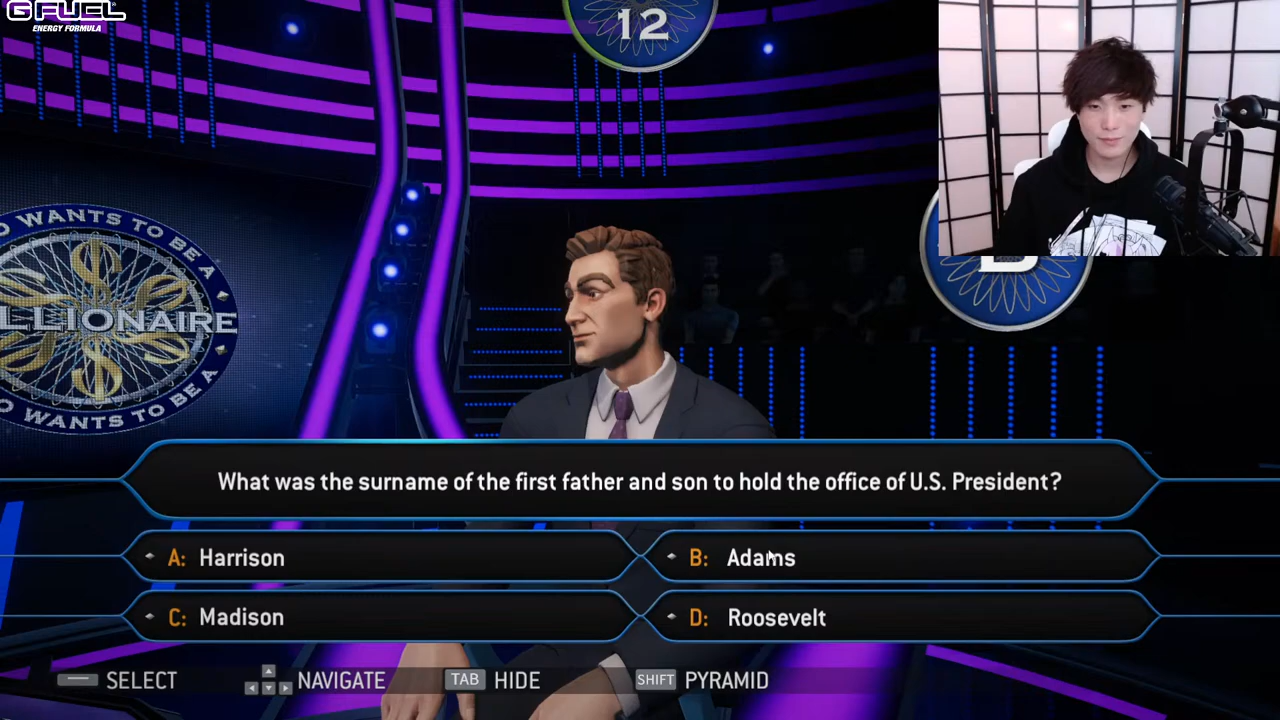 G FUEL
ENERGY FORMULA
12
WANTS TO BE A
LLIONAIRE
WANTS TO BE A
What was the surname of the first father and son to hold the office of U.S. President?
A: Harrison
B: Adams
C: Madison
D: Roosevelt
SELECT
NAVIGATE
TAB HIDE
SHIFT PYRAMID